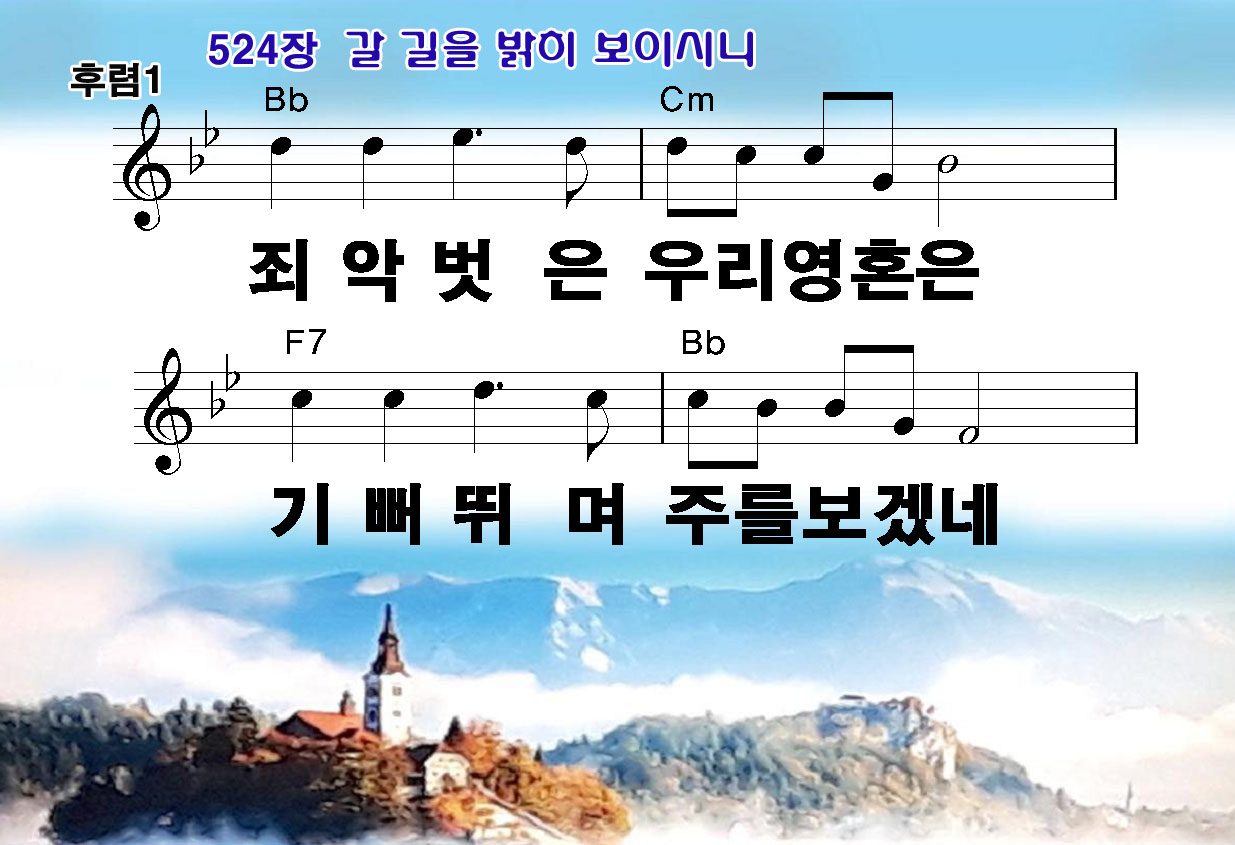 524장 갈 길을 밝히 보이시니
후렴1
Bb Cm
죄 악 벗 은 우리영혼은
F7 Bb
기 뻐 뛰 며 주를보겠네